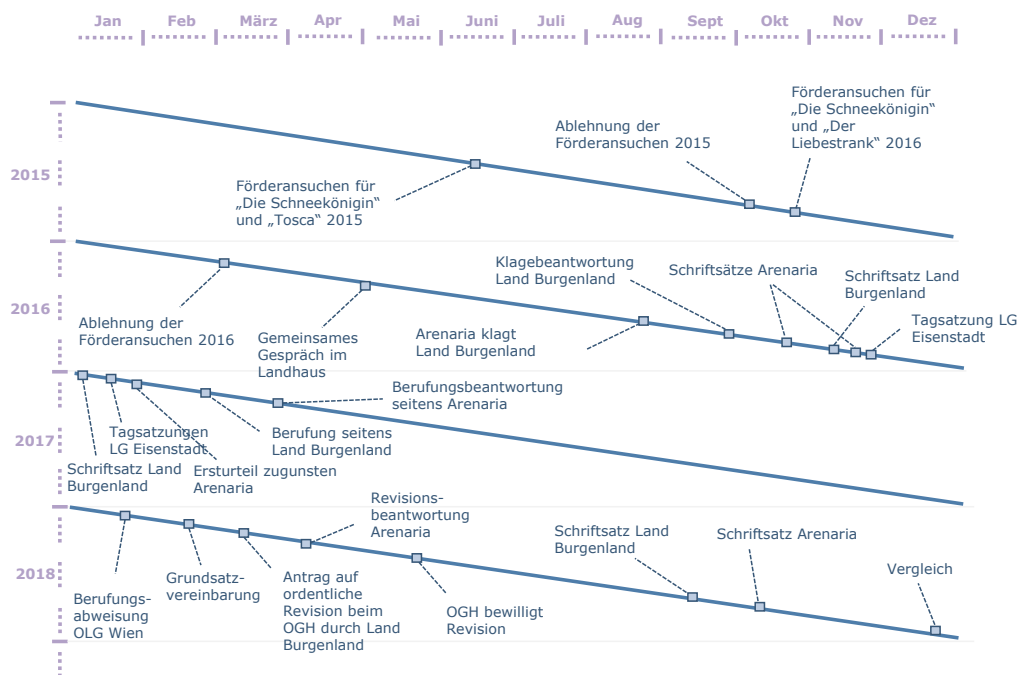 Jan Feb März Apr Mai Juni Juli Aug Sept Okt Nov Dez
2015
Förderansuchen für
„Die Schneekönigin“
und „Tosca“ 2015
Ablehnung der
Förderansuchen 2015
Förderansuchen für
„Die Schneekönigin“
und „Der
Liebestrank“ 2016
2016
Ablehnung der
Förderansuchen 2016
Gemeinsames
Gespräch im
Landhaus
Arenaria klagt
Land Burgenland
Klagebeantwortung
Land Burgenland
Schriftsätze Arenaria
Schriftsatz Land
Burgenland
Tagsatzung LG
Eisenstadt
2017
Schriftsatz Land
Burgenland
Tagsatzungen
LG Eisenstadt
Ersturteil zugunsten
Arenaria
Berufung seitens
Land Burgenland
Berufungsbeantwortung
seitens Arenaria
2018
Berufungs-
abweisung
OLG Wien
Grundsatz-
vereinbarung
Antrag auf
ordentliche
Revision beim
OGH durch Land
Burgenland
Revisions-
beantwortung
Arenaria
OGH bewilligt
Revision
Schriftsatz Land
Burgenland
Schriftsatz Arenaria
Vergleich